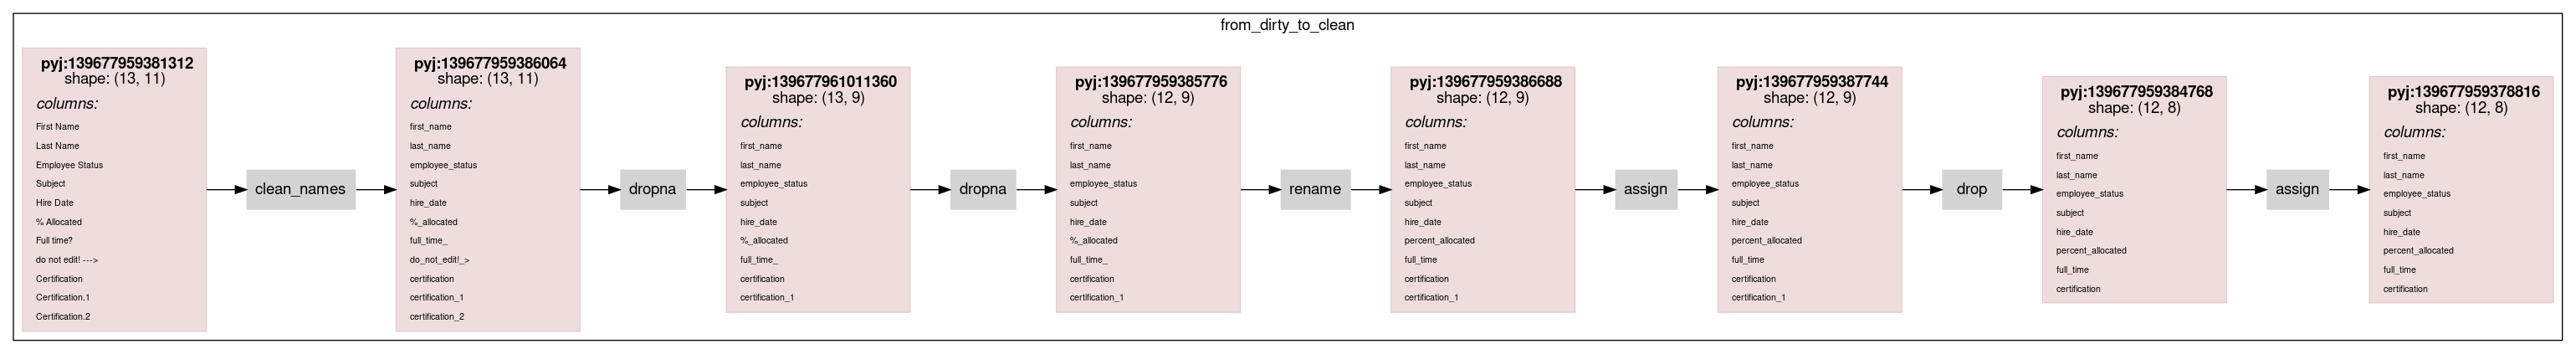 from_dirty_to_clean
pyj:139677959381312
shape: (13, 11)
columns:
First Name
Last Name
Employee Status
Subject
Hire Date
% Allocated
Full time?
do not edit! --->
Certification
Certification.1
Certification.2
clean_names
pyj:139677959386064
shape: (13, 11)
columns:
first_name
last_name
employee_status
subject
hire_date
%_allocated
full_time_
do_not_edit!_>
certification
certification_1
certification_2
dropna
pyj:139677961011360
shape: (13, 9)
columns:
first_name
last_name
employee_status
subject
hire_date
%_allocated
full_time_
certification
certification_1
dropna
pyj:139677959385776
shape: (12, 9)
columns:
first_name
last_name
employee_status
subject
hire_date
%_allocated
full_time_
certification
certification_1
rename
pyj:139677959386688
shape: (12, 9)
columns:
first_name
last_name
employee_status
subject
hire_date
percent_allocated
full_time
certification
certification_1
assign
pyj:139677959387744
shape: (12, 9)
columns:
first_name
last_name
employee_status
subject
hire_date
percent_allocated
full_time
certification
certification_1
drop
pyj:139677959384768
shape: (12, 8)
columns:
first_name
last_name
employee_status
subject
hire_date
percent_allocated
full_time
certification
assign
pyj:139677959378816
shape: (12, 8)
columns:
first_name
last_name
employee_status
subject
hire_date
percent_allocated
full_time
certification